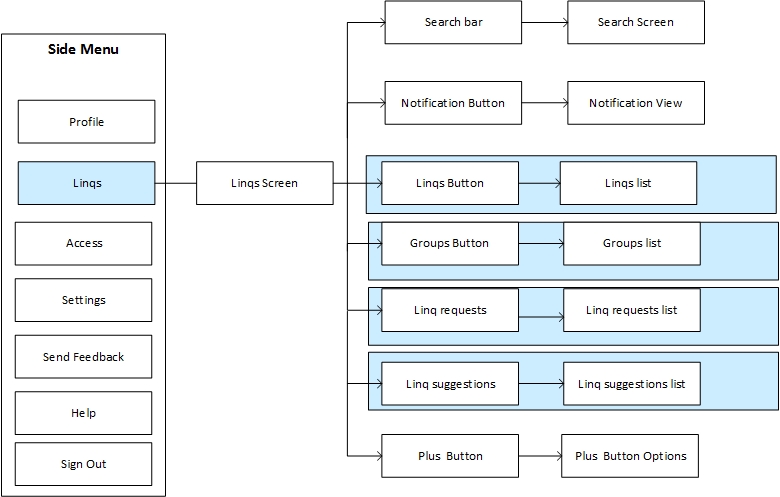 Side Menu
Profile
Linqs
Access
Settings
Send Feedback
Help
Sign Out
Linqs Screen
Search bar
Search Screen
Notification Button
Notification View
Linqs Button
Linqs list
Groups Button
Groups list
Linq requests
Linq requests list
Linq suggestions
Linq suggestions list
Plus Button
Plus Button Options